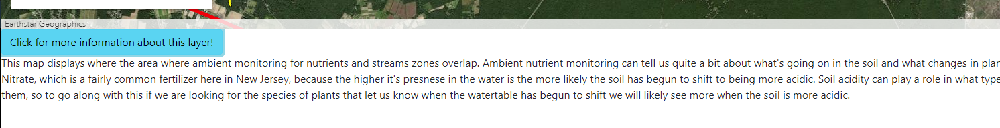 Earthstar Geographics
Click for more information about this layer!
This map displays where the area where ambient monitoring for nutrients and streams zones overlap. Ambient nutrient monitoring can tell us quite a bit about what's going on in the soil and what changes in plan
Nitrate, which is a fairly common fertilizer here in New Jersey, because the higher it's presnese in the water is the more likely the soil has begun to shift to being more acidic. Soil acidity can play a role in what type
them, so to go along with this if we are looking for the species of plants that let us know when the watertable has begun to shift we will likely see more when the soil is more acidic.